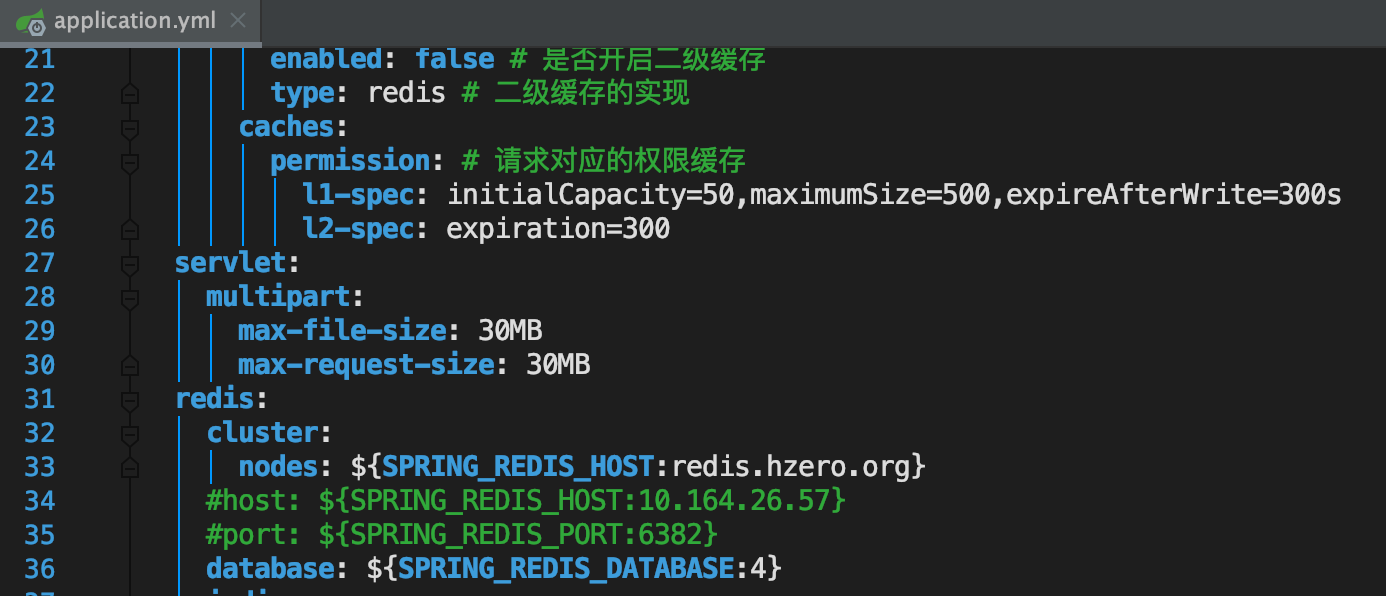 application.yml
21 enabled: false # 是否开启二级缓存
22 type: redis # 二级缓存的实现
23 caches:
24 permission: # 请求对应的权限缓存
25 l1-spec: initialCapacity=50,maximumSize=500,expireAfterWrite=300s
26 l2-spec: expiration=300
27 servlet:
28 multipart:
29 max-file-size: 30MB
30 max-request-size: 30MB
31 redis:
32 cluster:
33 nodes: ${SPRING_REDIS_HOST:redis.hzero.org}
34 #host: ${SPRING_REDIS_HOST:10.164.26.57}
35 #port: ${SPRING_REDIS_PORT:6382}
36 database: ${SPRING_REDIS_DATABASE:4}